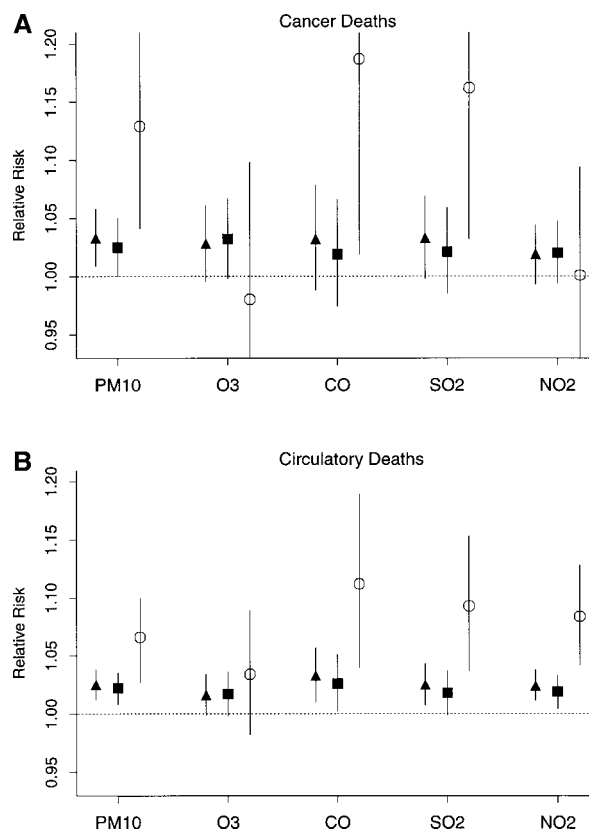 A
Cancer Deaths
Relative Risk
1.20
1.15
1.10
1.05
1.00
0.95
PM10 O3 CO SO2 NO2
B
Circulatory Deaths
Relative Risk
1.20
1.15
1.10
1.05
1.00
0.95
PM10 O3 CO SO2 NO2